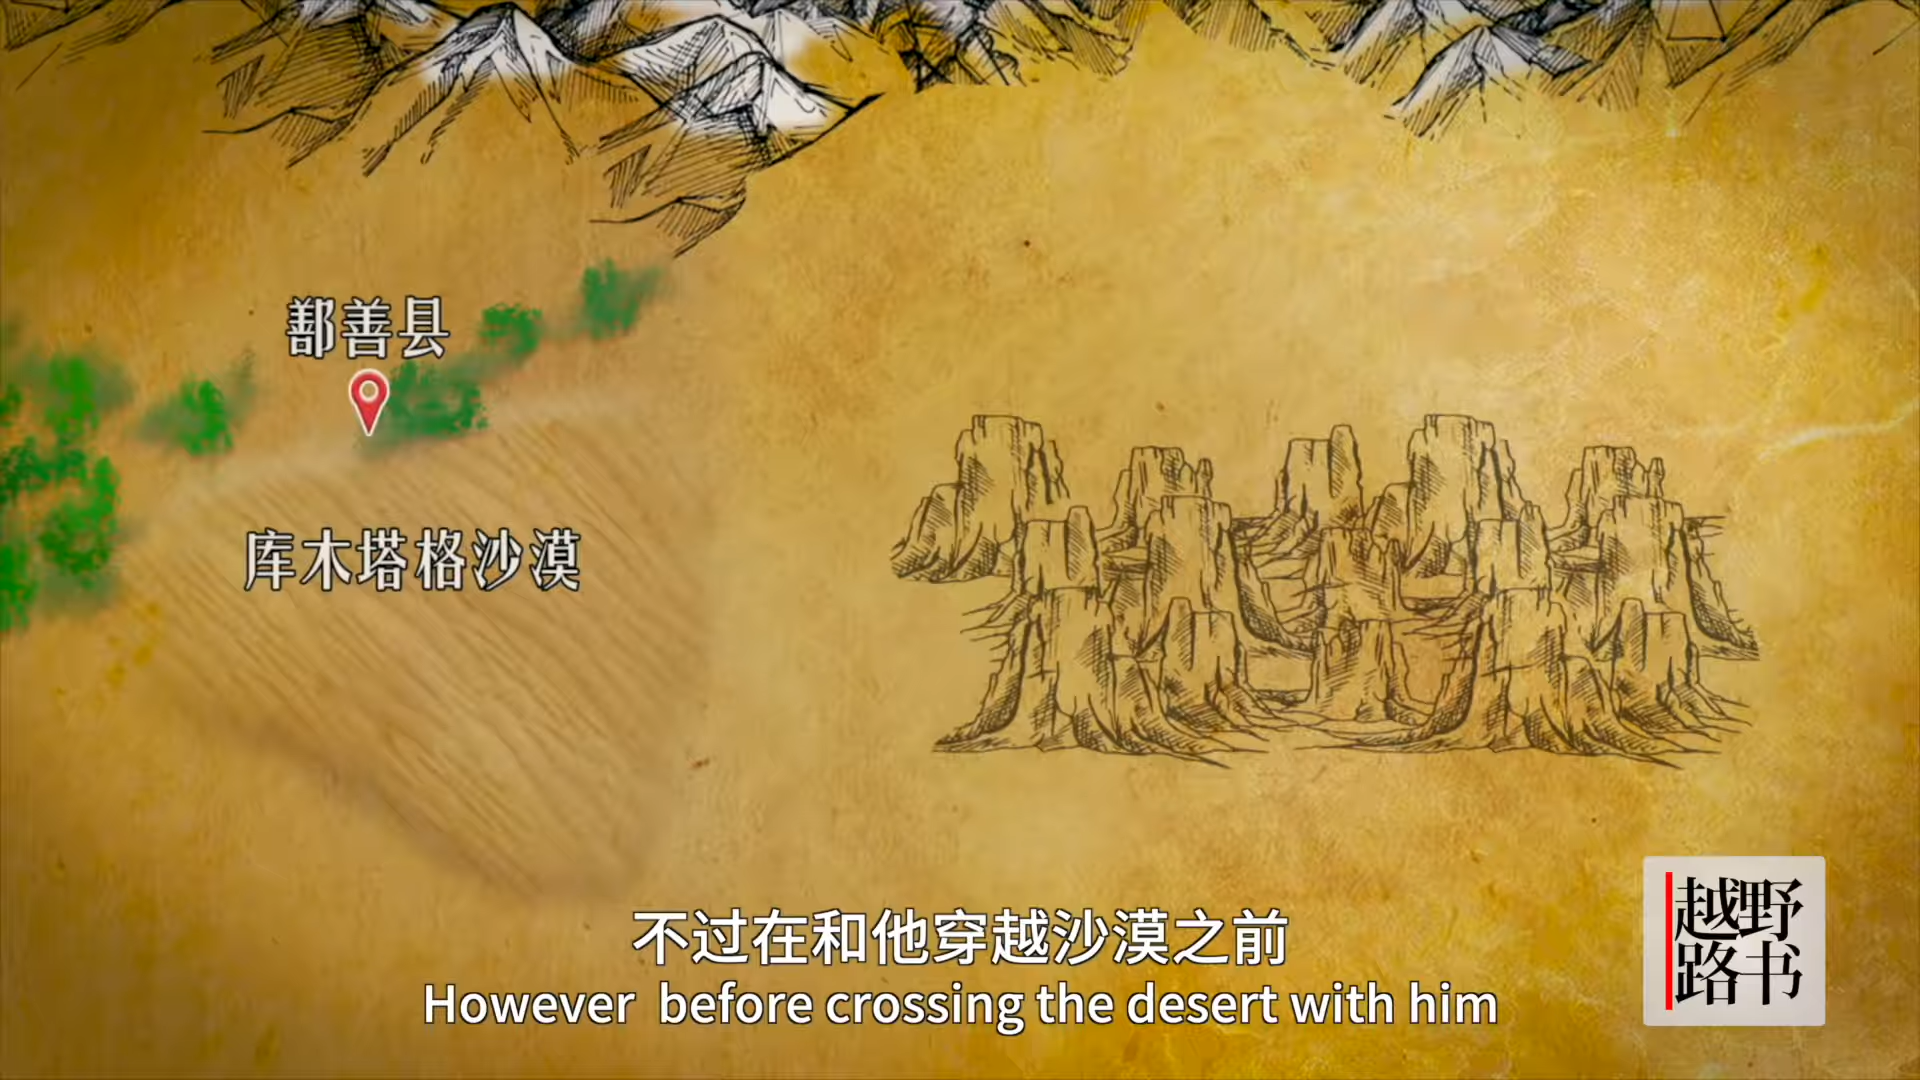 鄯善县
库木塔格沙漠
不过在和他穿越沙漠之前
However  before crossing the desert with him
越野
路书